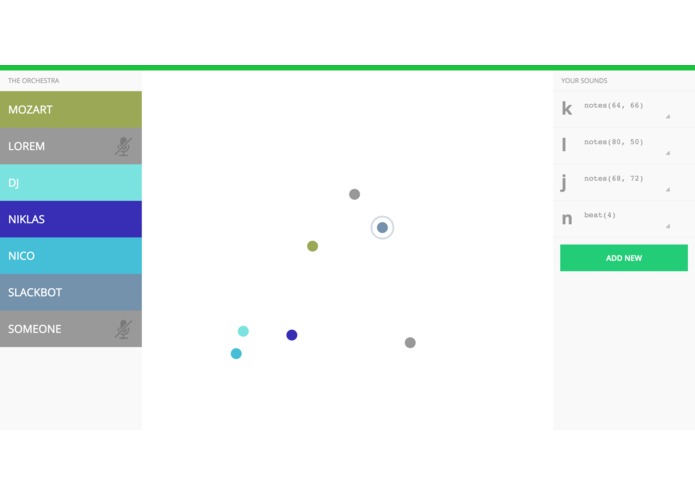 THE ORCHESTRA
MOZART
LOREM
DJ
NIKLAS
NICO
SLACKBOT
SOMEONE
YOUR SOUNDS
k notes(64, 66)
l notes(80, 50)
j notes(68, 72)
n beat(4)
ADD NEW